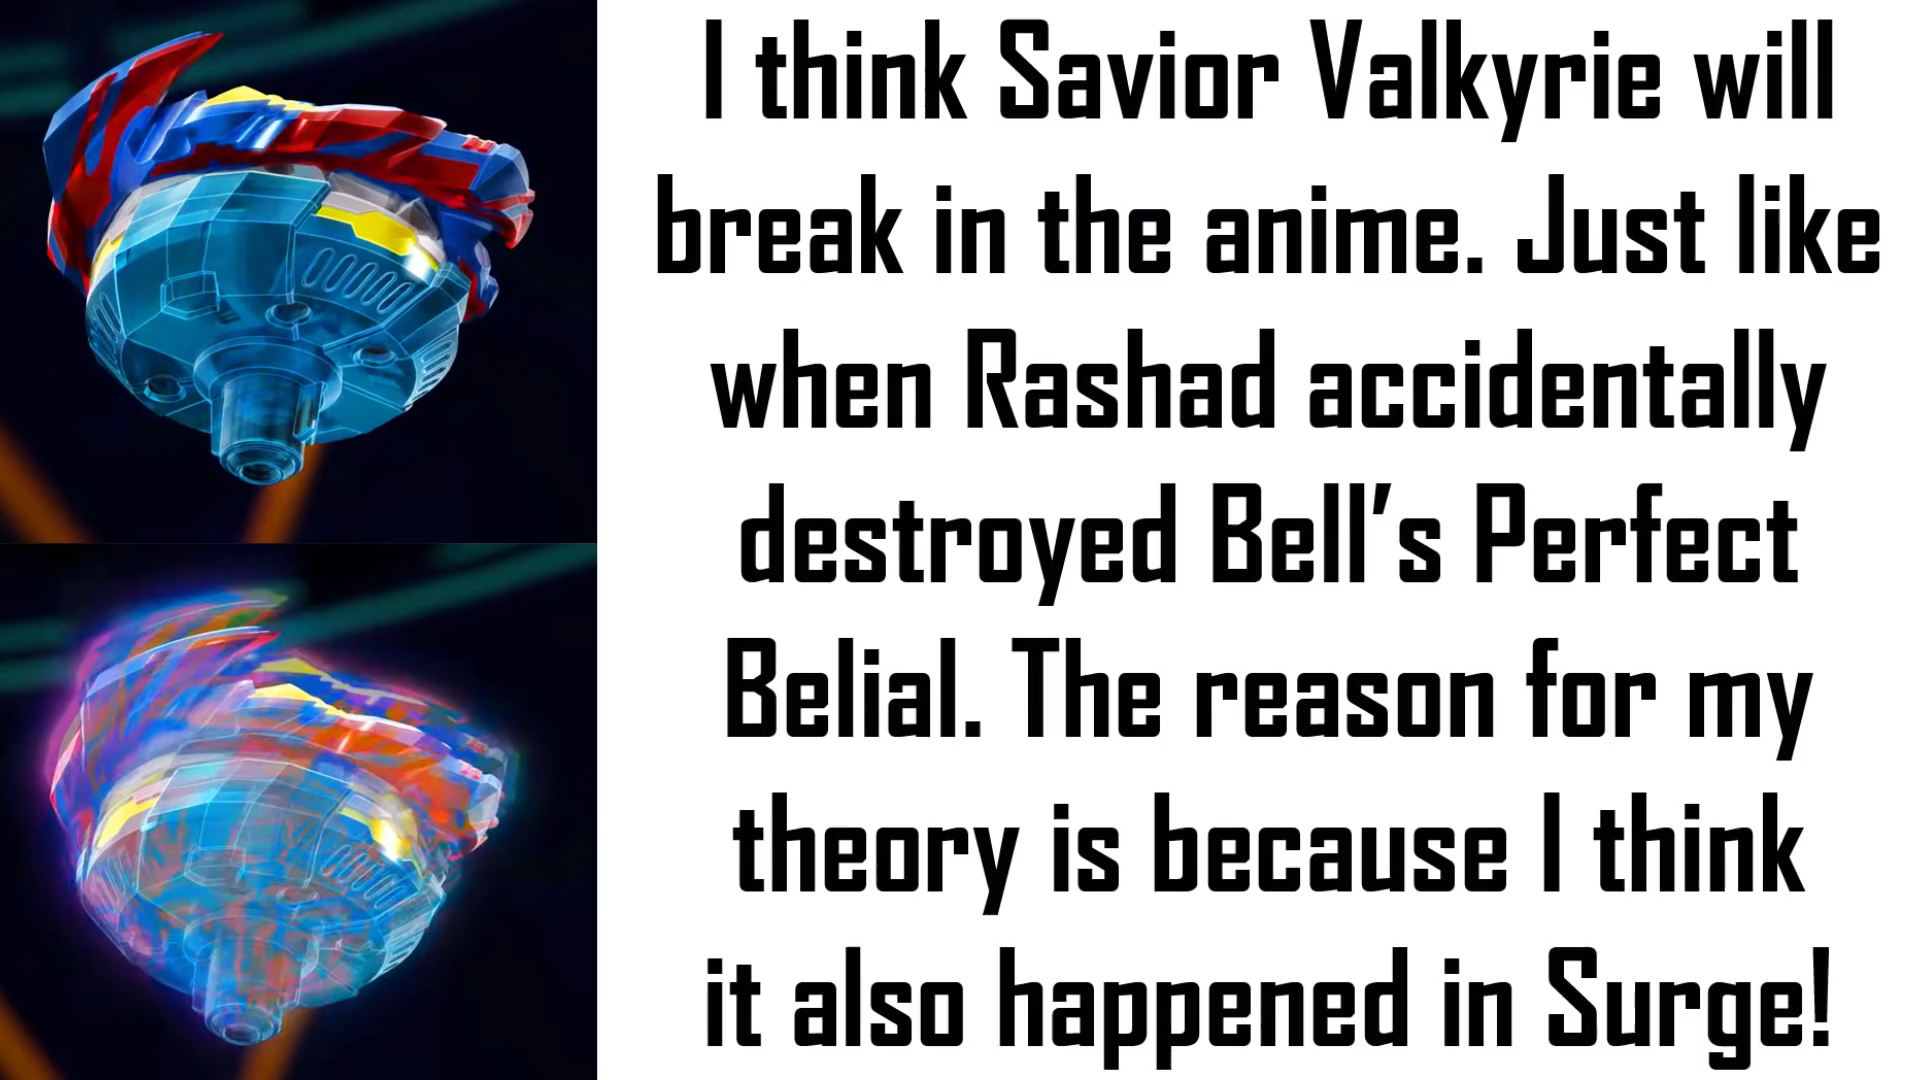 I think Savior Valkyrie will
break in the anime. Just like
when Rashad accidentally
destroyed Bell’s Perfect
Belial. The reason for my
theory is because I think
it also happened in Surge!